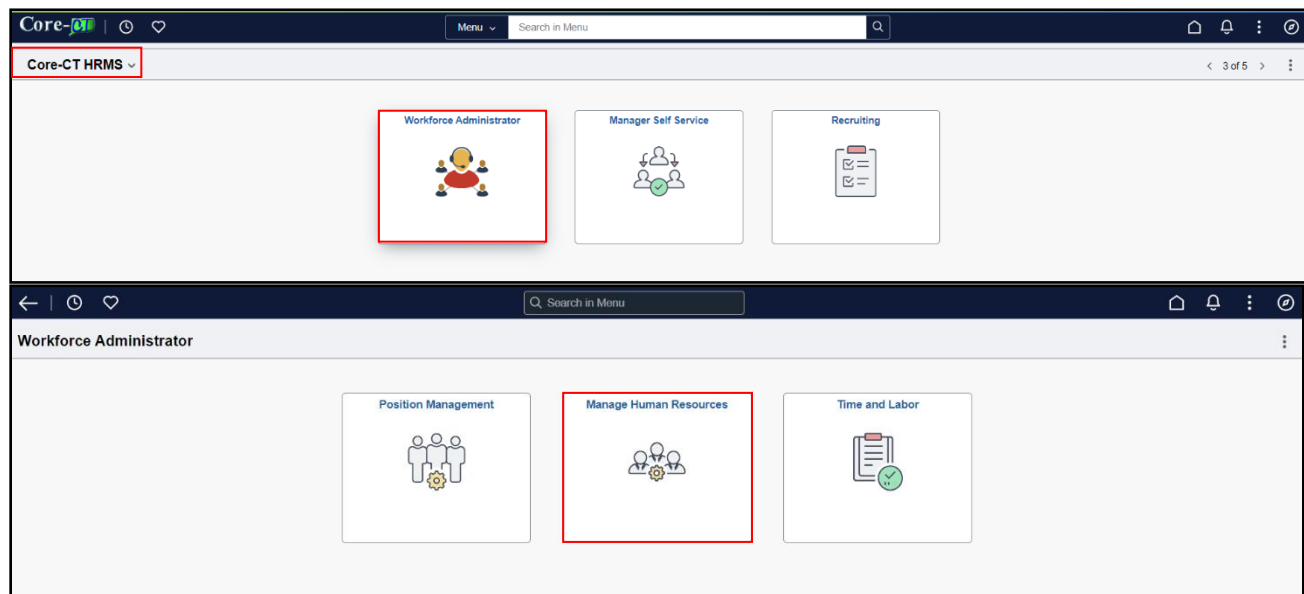 Core-CT
Menu
Search in Menu
Core-CT HRMS
3 of 5
Workforce Administrator
Manager Self Service
Recruiting
Search in Menu
Workforce Administrator
Position Management
Manage Human Resources
Time and Labor